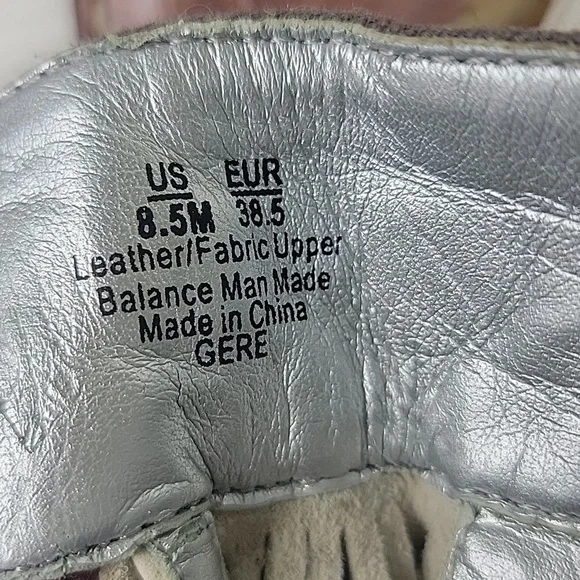 US EUR
8.5M 38.5
Leather/Fabric Upper
Balance Man Made
Made in China
GERE